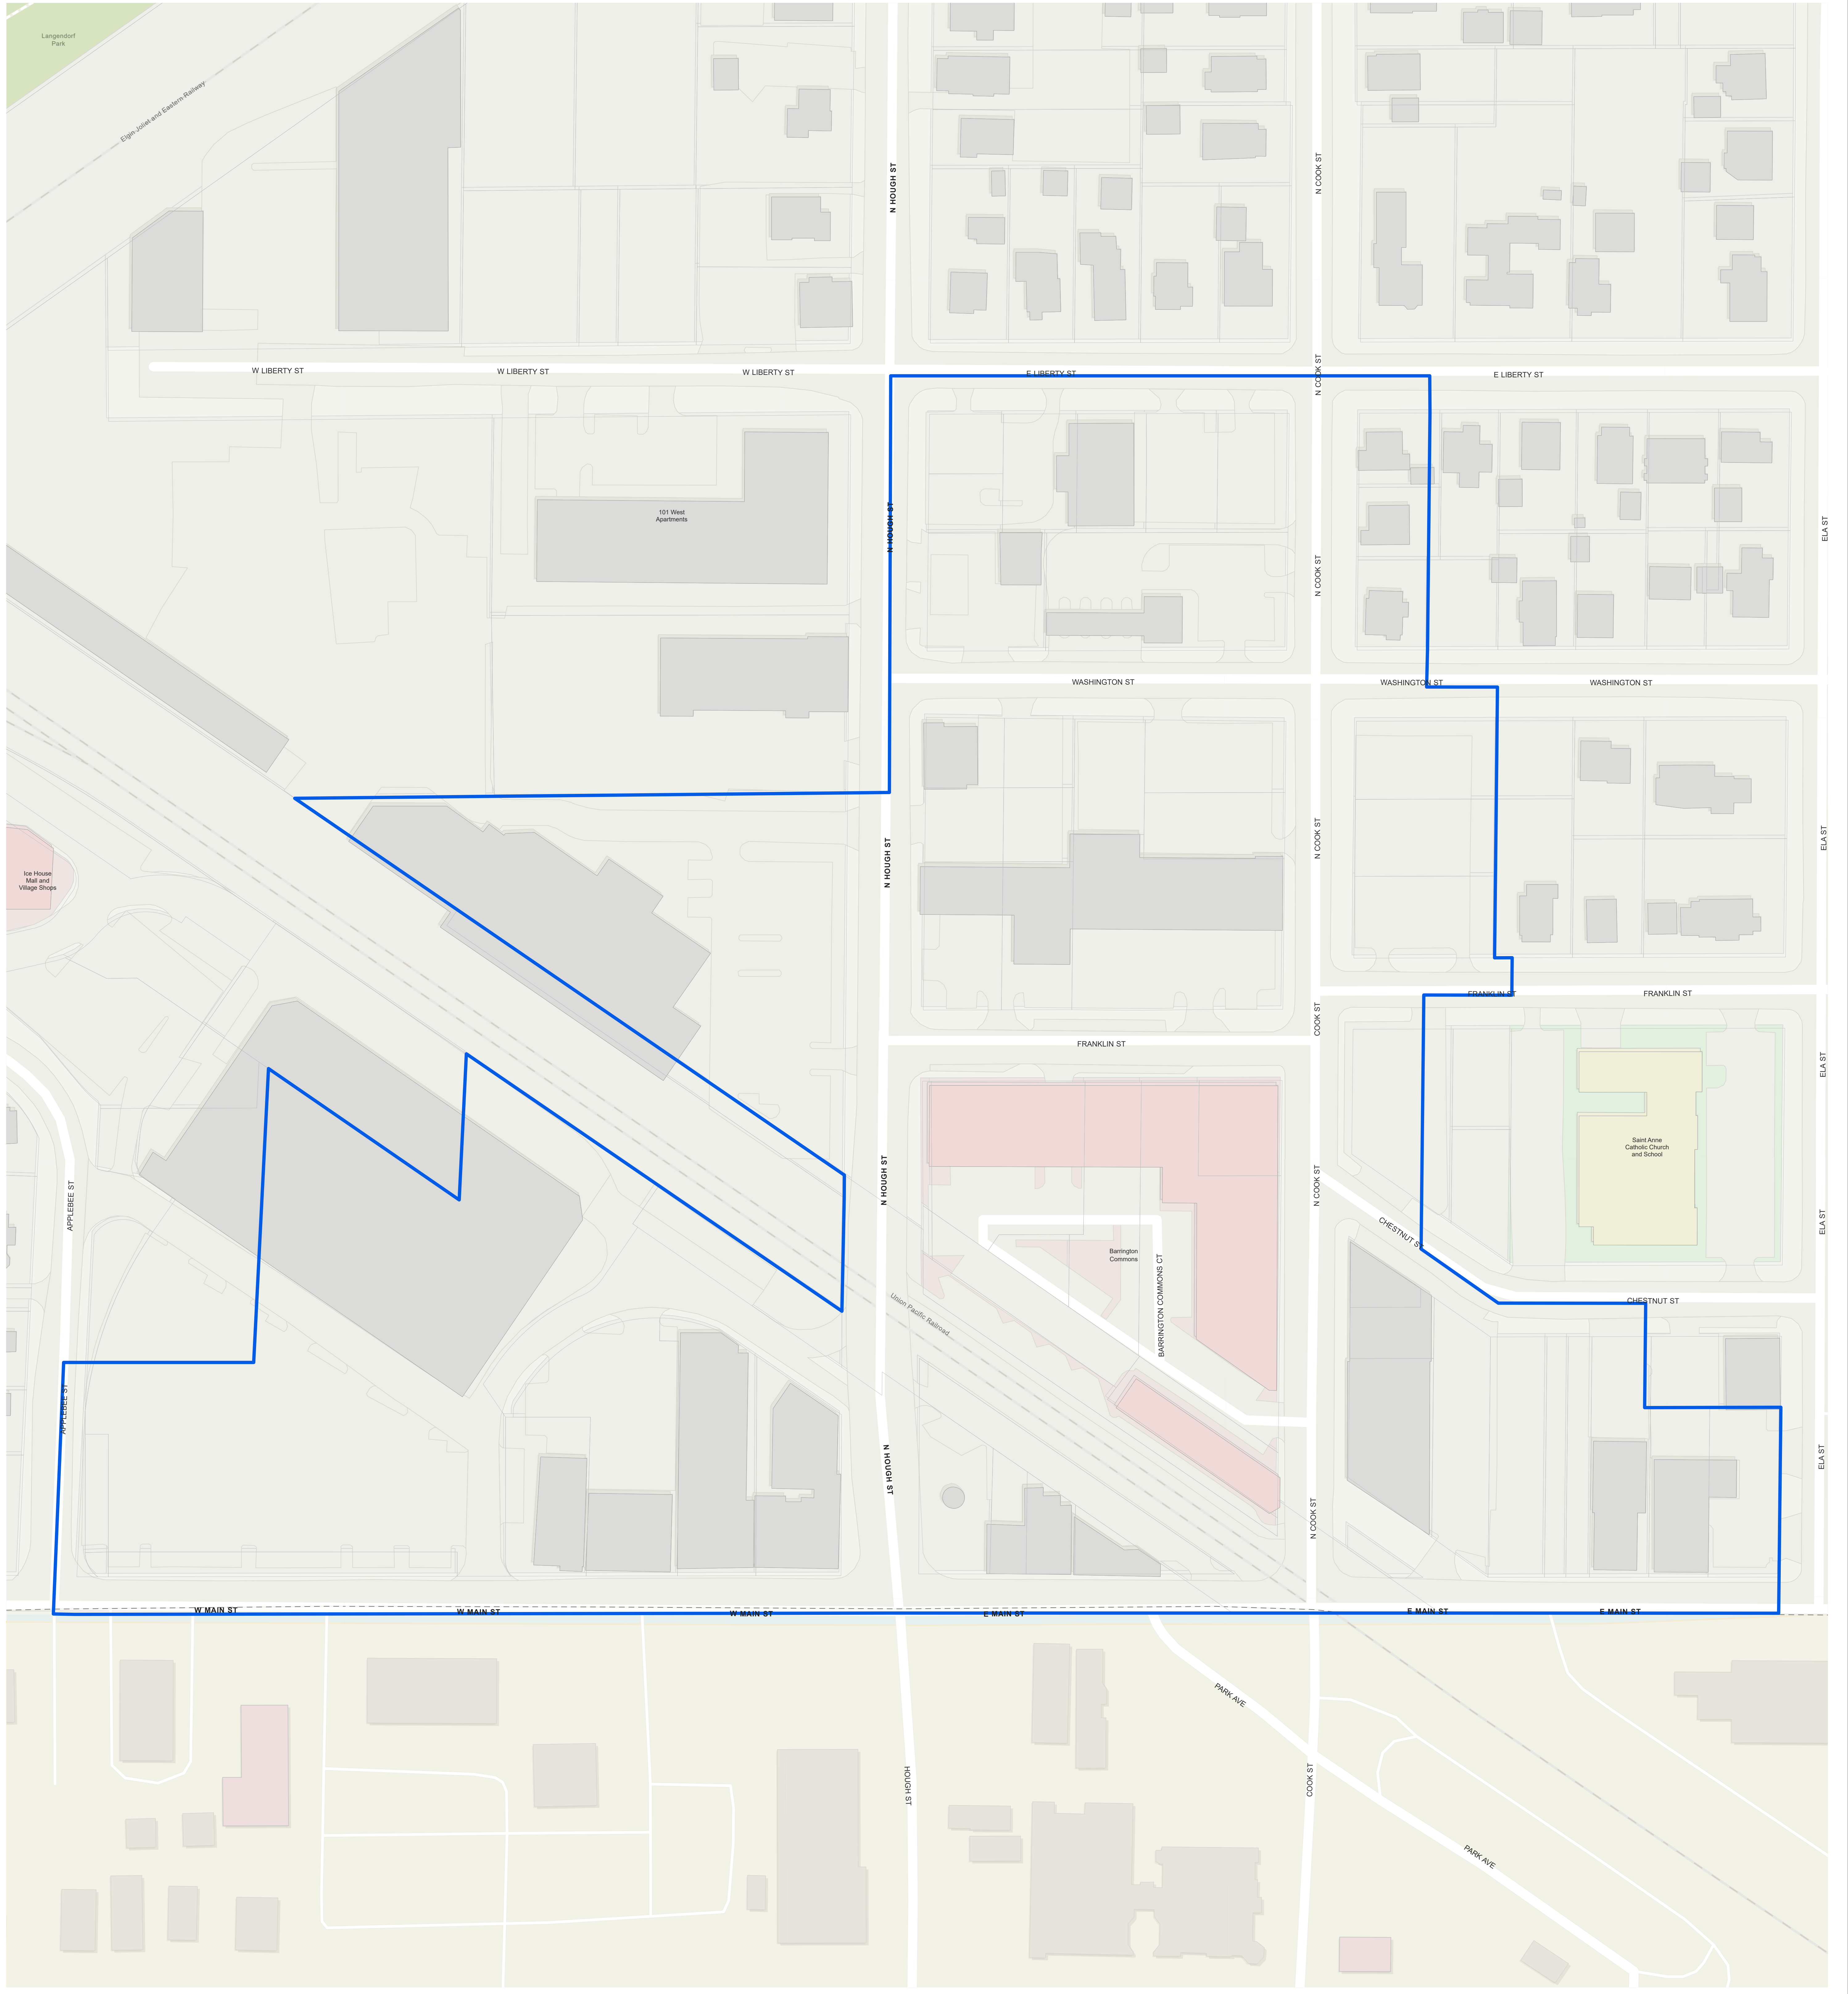 Langendorf
Park
Elgin Joliet and Eastern Railway
N HOUGH ST
N COOK ST
W LIBERTY ST
W LIBERTY ST
W LIBERTY ST
E LIBERTY ST
N COOK ST
E LIBERTY ST
101 West
Apartments
N HOUGH ST
N COOK ST
ELA ST
WASHINGTON ST
WASHINGTON ST
WASHINGTON ST
Ice House
Mall and
Village Shops
N HOUGH ST
N COOK ST
ELA ST
FRANKLIN ST
FRANKLIN ST
COOK ST
FRANKLIN ST
ELA ST
Saint Anne
Catholic Church
and School
APPLEBEE ST
N HOUGH ST
N COOK ST
CHESTNUT ST
ELA ST
Barrington
Commons
BARRINGTON COMMONS CT
Union Pacific Railroad
CHESTNUT ST
APPLEBEE ST
N HOUGH ST
N COOK ST
ELA ST
W MAIN ST
W MAIN ST
W MAIN ST
E MAIN ST
E MAIN ST
E MAIN ST
PARK AVE
HOUGH ST
COOK ST
PARK AVE